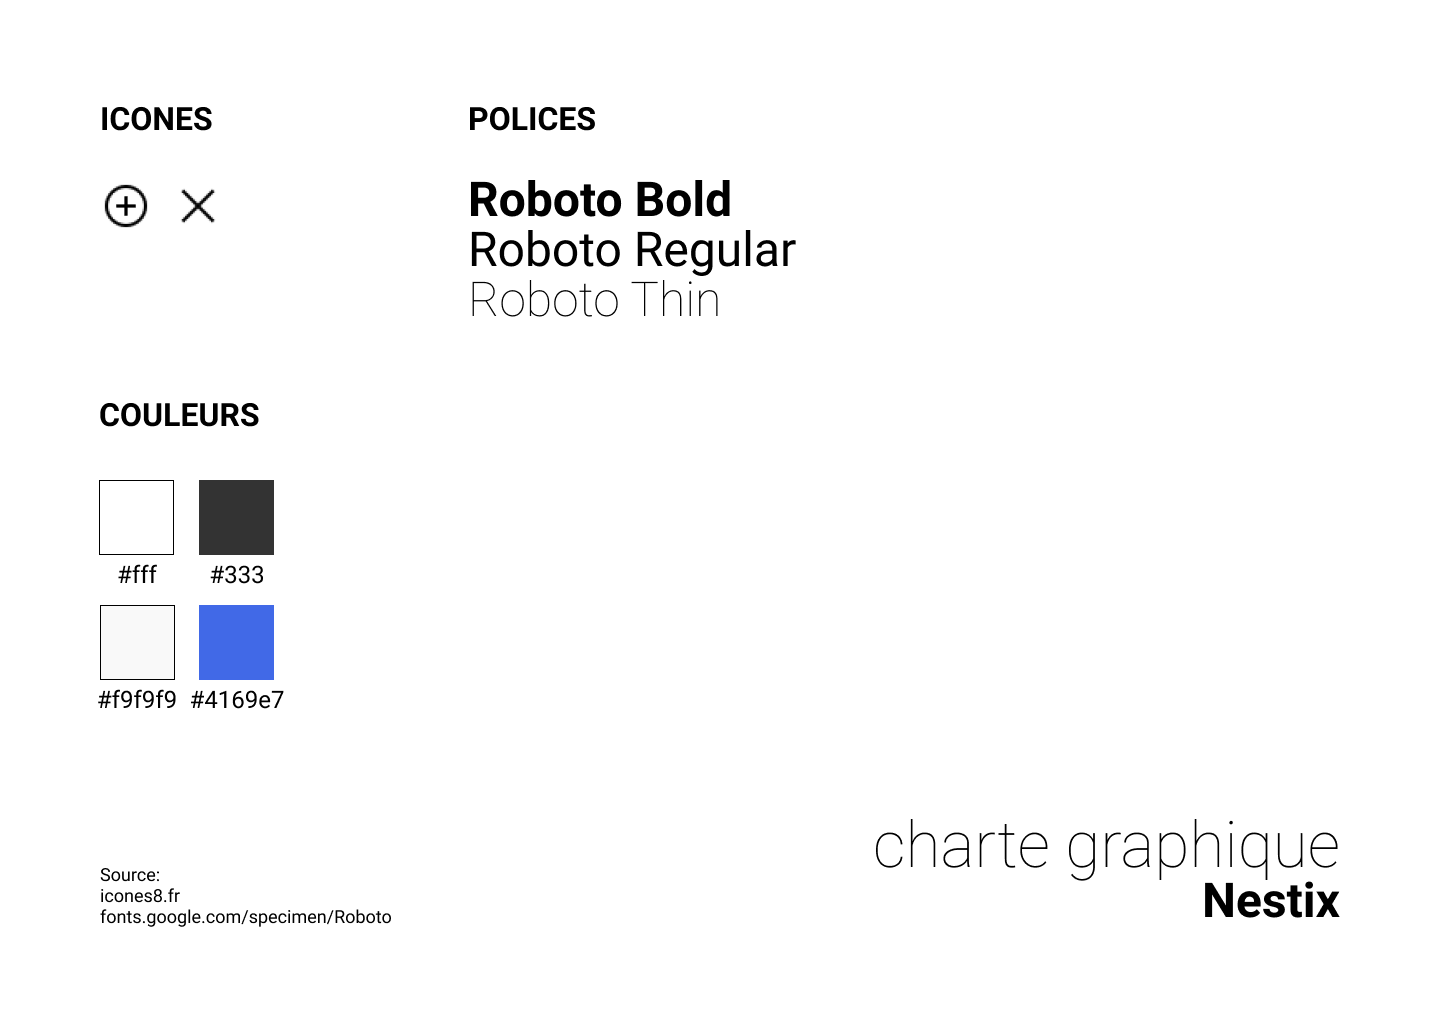 ICONES
POLICES
Roboto Bold
Roboto Regular
Roboto Thin
COULEURS
#fff
#333
#f9f9f9
#4169e7
charte graphique
Nestix
Source:
icones8.fr
fonts.google.com/specimen/Roboto